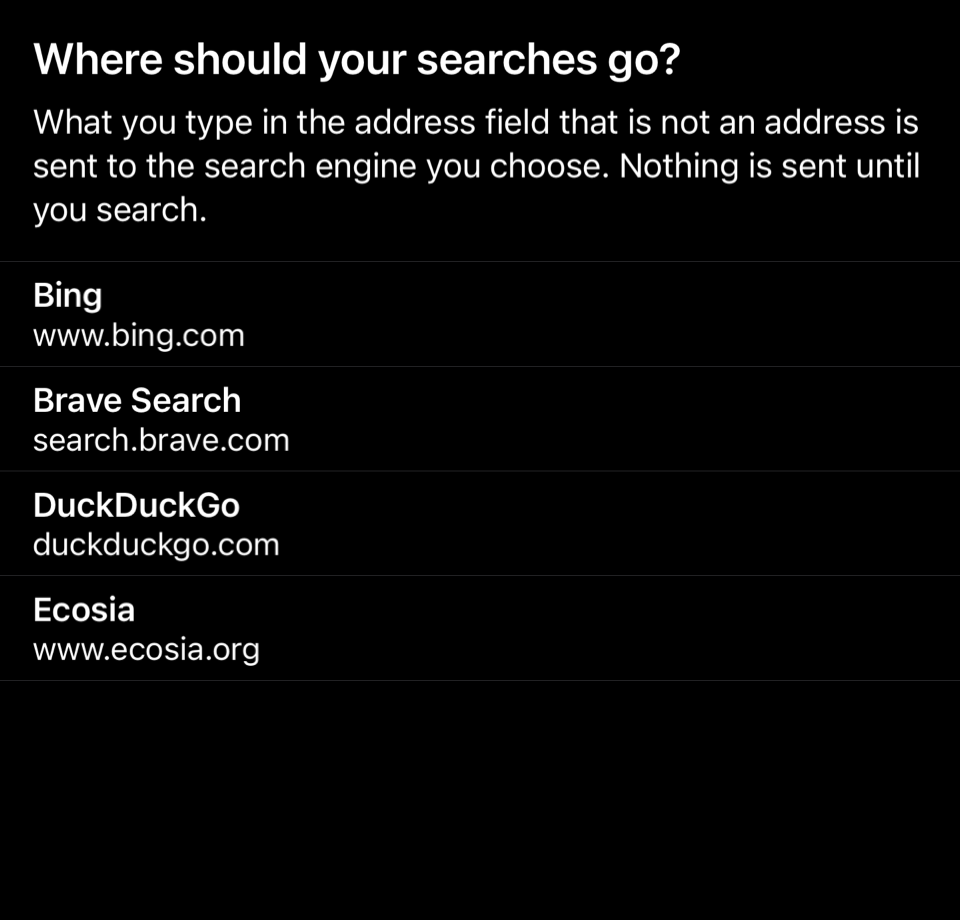 Where should your searches go?
What you type in the address field that is not an address is
sent to the search engine you choose. Nothing is sent until
you search.
Bing
www.bing.com
Brave Search
search.brave.com
DuckDuckGo
duckduckgo.com
Ecosia
www.ecosia.org